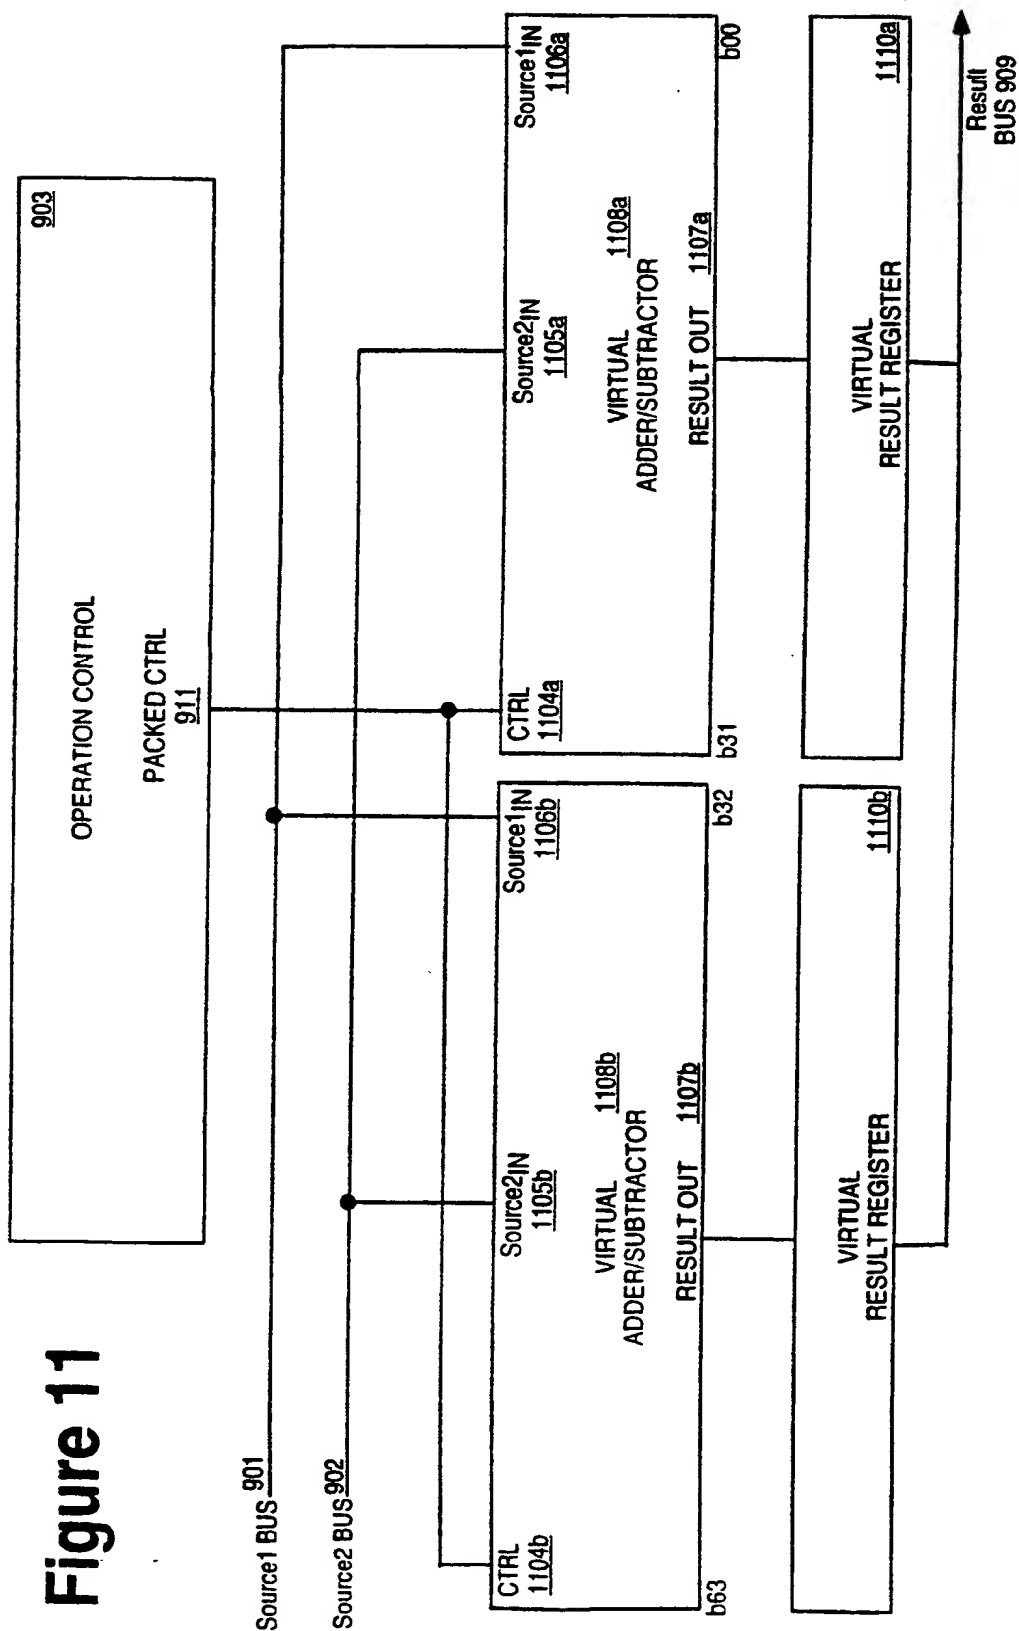 Figure 11
OPERATION CONTROL
903
PACKED CTRL
911
Source1 BUS 901
Source2 BUS 902
CTRL
1104b
Source2IN
1105b
Source1IN
1106b
VIRTUAL
ADDER/SUBTRACTOR
1108b
RESULT OUT 1107b
b63
b32
CTRL
1104a
Source2IN
1105a
Source1IN
1106a
VIRTUAL
ADDER/SUBTRACTOR
1108a
RESULT OUT 1107a
b31
b00
VIRTUAL
RESULT REGISTER
1110b
VIRTUAL
RESULT REGISTER
1110a
Result
BUS 909